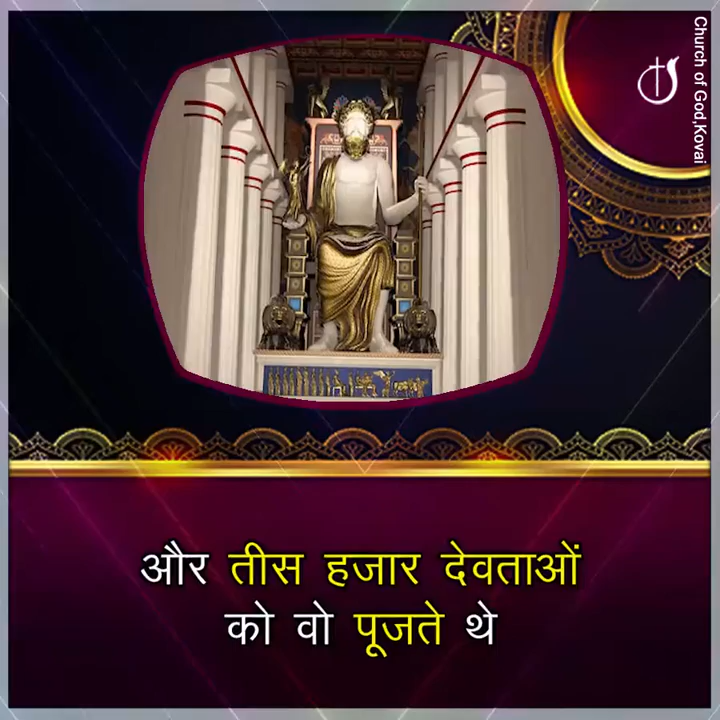 Church of God,Kovai
और तीस हजार देवताओं
को वो पूजते थे